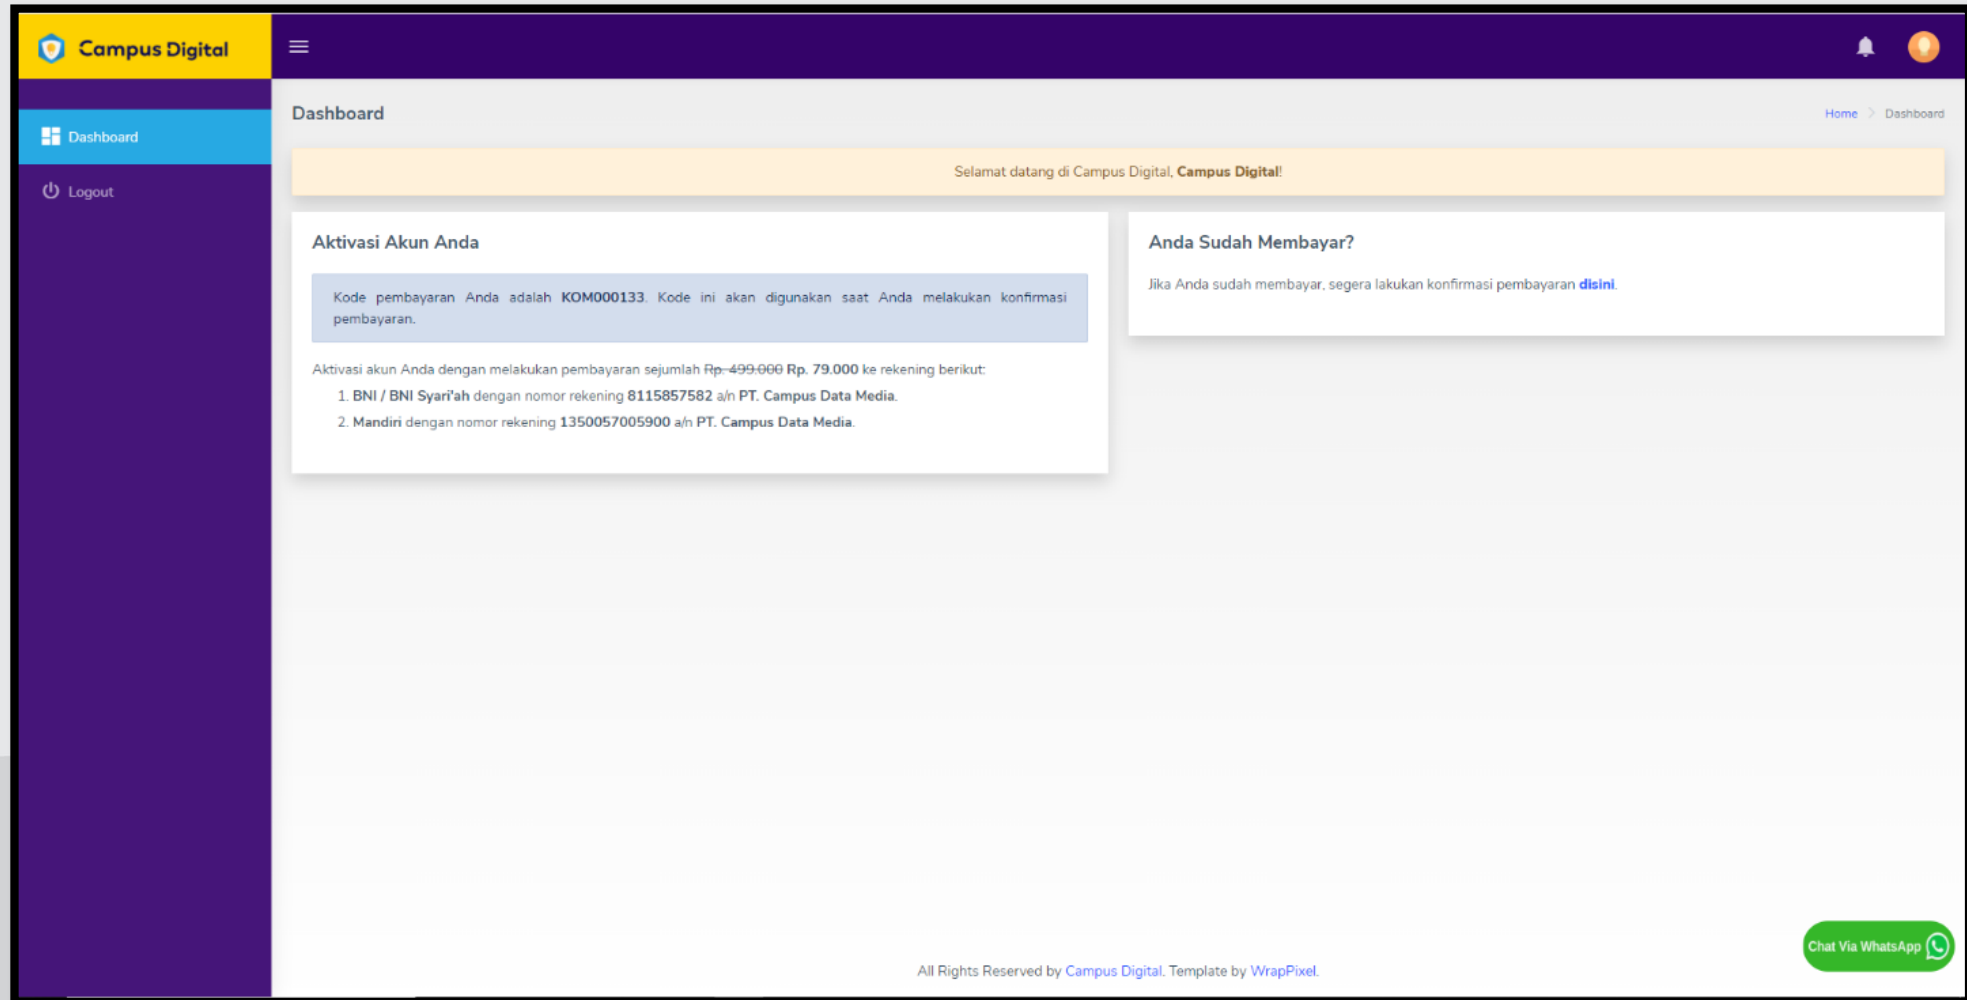 Campus Digital
Dashboard
Logout
Dashboard
Home > Dashboard
Selamat datang di Campus Digital, Campus Digital!
Aktivasi Akun Anda
Kode pembayaran Anda adalah KOM000133. Kode ini akan digunakan saat Anda melakukan konfirmasi
pembayaran.
Aktivasi akun Anda dengan melakukan pembayaran sejumlah Rp. 499.000 Rp. 79.000 ke rekening berikut:
1. BNI / BNI Syari'ah dengan nomor rekening 8115857582 a/n PT. Campus Data Media.
2. Mandiri dengan nomor rekening 1350057005900 a/n PT. Campus Data Media.
Anda Sudah Membayar?
Jika Anda sudah membayar, segera lakukan konfirmasi pembayaran disini.
Chat Via WhatsApp
All Rights Reserved by Campus Digital. Template by WrapPixel.